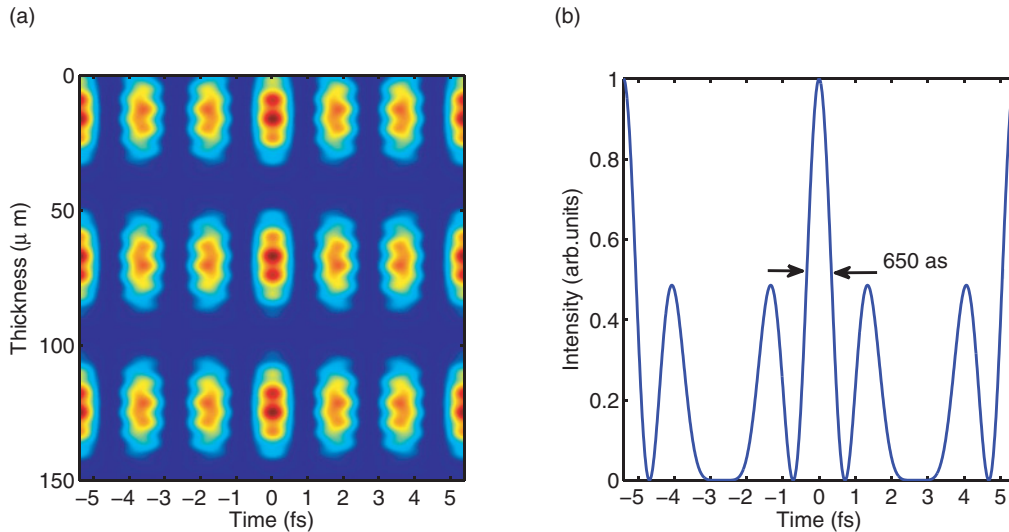 (a)
(b)
0
50
100
150
Thickness (μ m)
−5 −4 −3 −2 −1 0 1 2 3 4 5
Time (fs)
1
0.8
0.6
0.4
0.2
0
Intensity (arb.units)
650 as
−5 −4 −3 −2 −1 0 1 2 3 4 5
Time (fs)